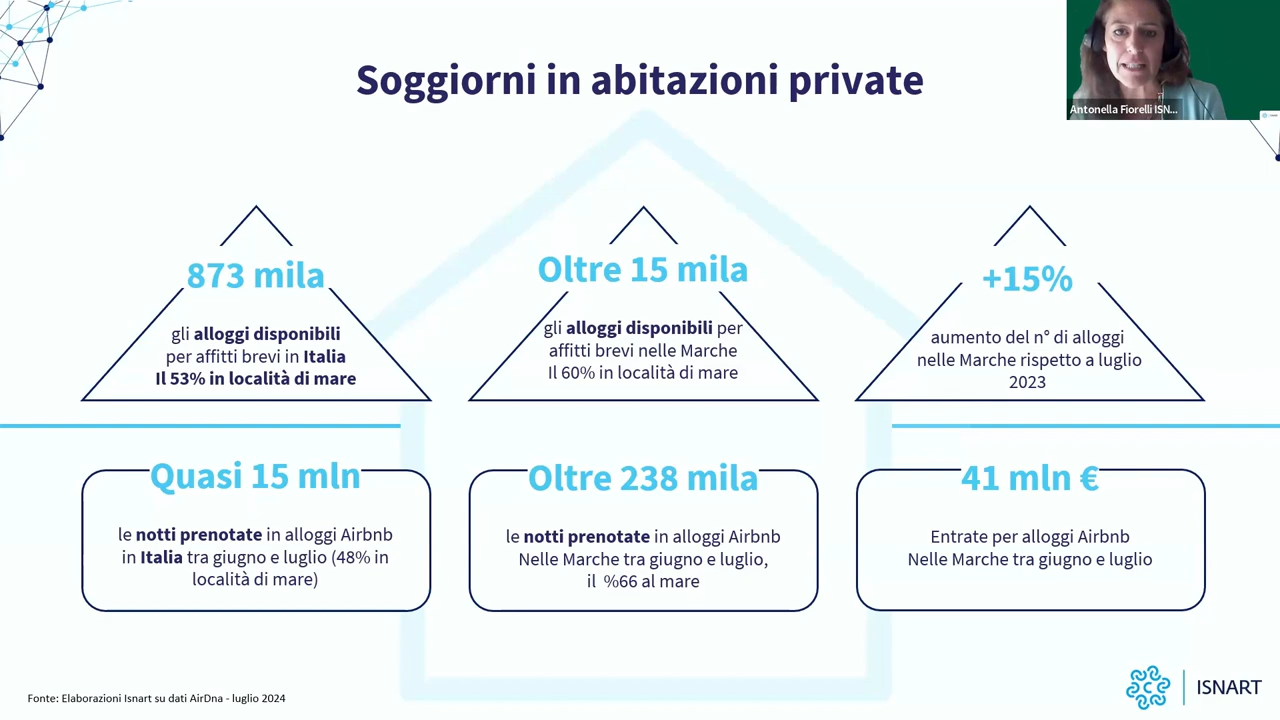 Soggiorni in abitazioni private
Antonella Fiorelli ISN...
873 mila
gli alloggi disponibili
per affitti brevi in Italia
Il 53% in località di mare
Oltre 15 mila
gli alloggi disponibili per
affitti brevi nelle Marche
Il 60% in località di mare
+15%
aumento del n° di alloggi
nelle Marche rispetto a luglio
2023
Quasi 15 mln
le notti prenotate in alloggi Airbnb
in Italia tra giugno e luglio (48% in
località di mare)
Oltre 238 mila
le notti prenotate in alloggi Airbnb
Nelle Marche tra giugno e luglio,
il %66 al mare
41 mln €
Entrate per alloggi Airbnb
Nelle Marche tra giugno e luglio
Fonte: Elaborazioni Isnart su dati AirDna - luglio 2024
ISNART